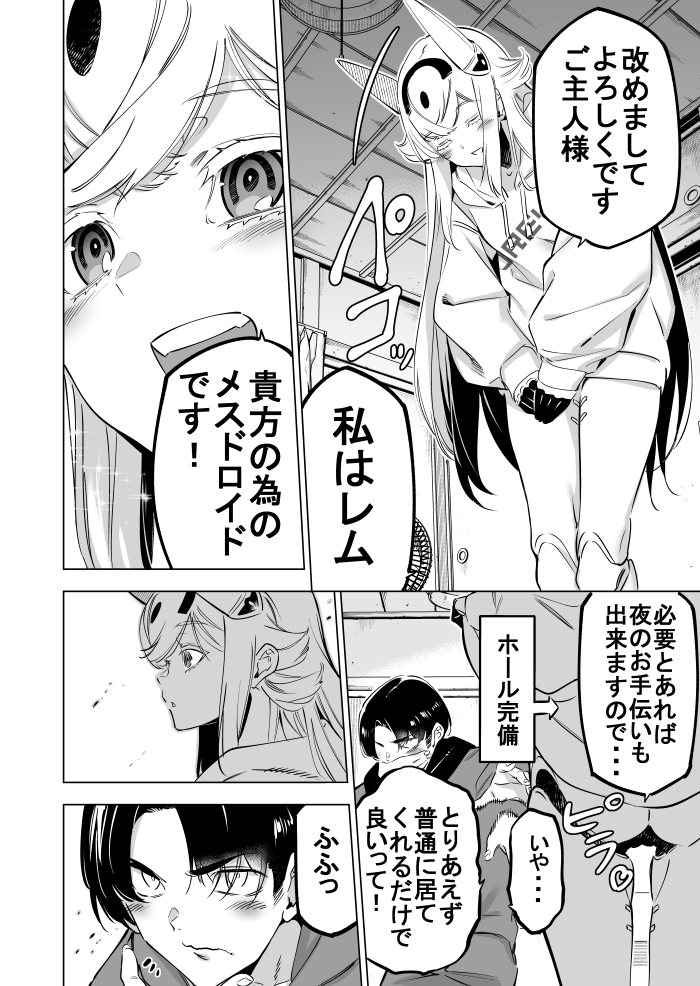 改めまして
よろしくです
ご主人様
ペコッ
JAZEY
私はレム
貴方の為の
メスドロイド
です！
必要とあれば
夜のお手伝いも
出来ますので・・・
ホール完備
ピラ♡
いや・・・
とりあえず
普通に居て
くれるだけで
良いって！
ふふっ